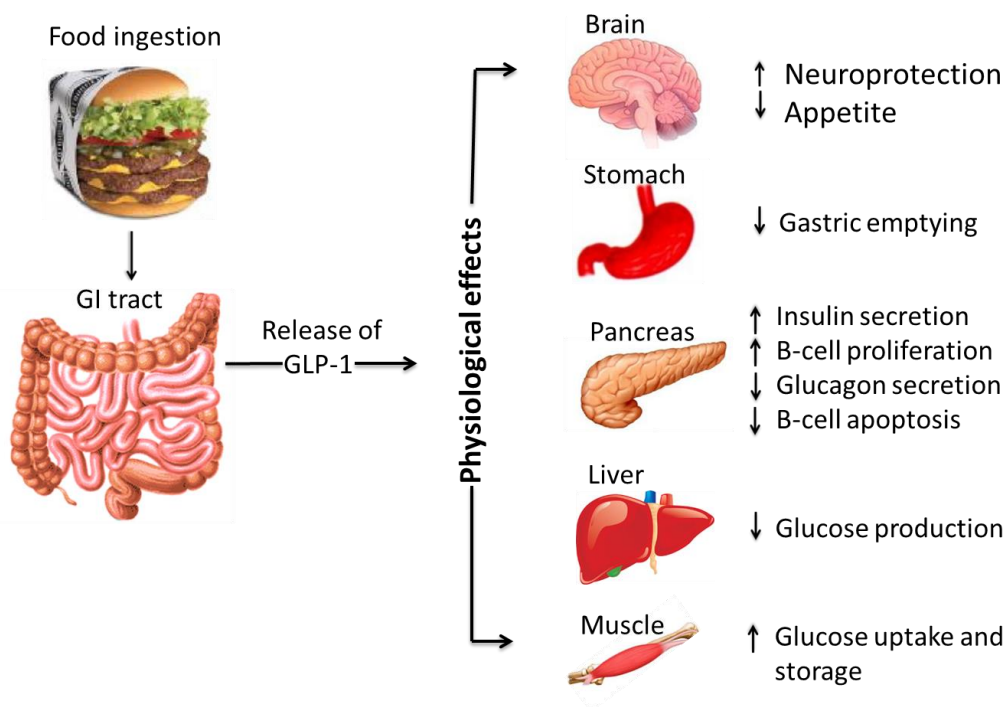 Food ingestion
GI tract
Release of
GLP-1
Physiological effects
Brain
↑ Neuroprotection
↓ Appetite
Stomach
↓ Gastric emptying
Pancreas
↑ Insulin secretion
↑ B-cell proliferation
↓ Glucagon secretion
↓ B-cell apoptosis
Liver
↓ Glucose production
Muscle
↑ Glucose uptake and
storage